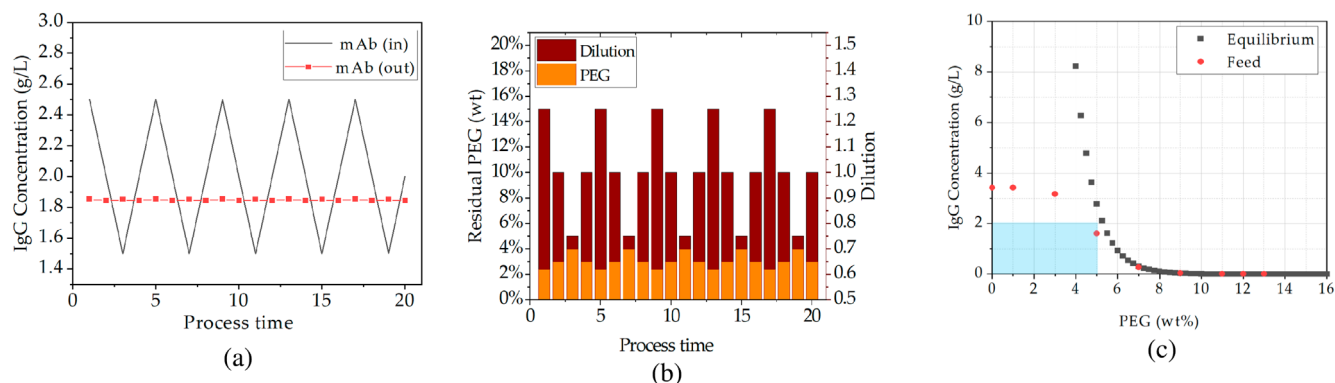 3.0
2.8
2.6
2.4
2.2
2.0
1.8
1.6
1.4
IgG Concentration (g/L)
mAb (in)
mAb (out)
0 5 10 15 20
Process time
(a)
20%
18%
16%
14%
12%
10%
8%
6%
4%
2%
0%
Residual PEG (wt)
Dilution
PEG
1.5
1.4
1.3
1.2
1.1
1.0
0.9
0.8
0.7
0.6
0.5
Dilution
0 5 10 15 20
Process time
(b)
10
8
6
4
2
0
IgG Concentration (g/L)
Equilibrium
Feed
0 2 4 6 8 10 12 14 16
PEG (wt%)
(c)